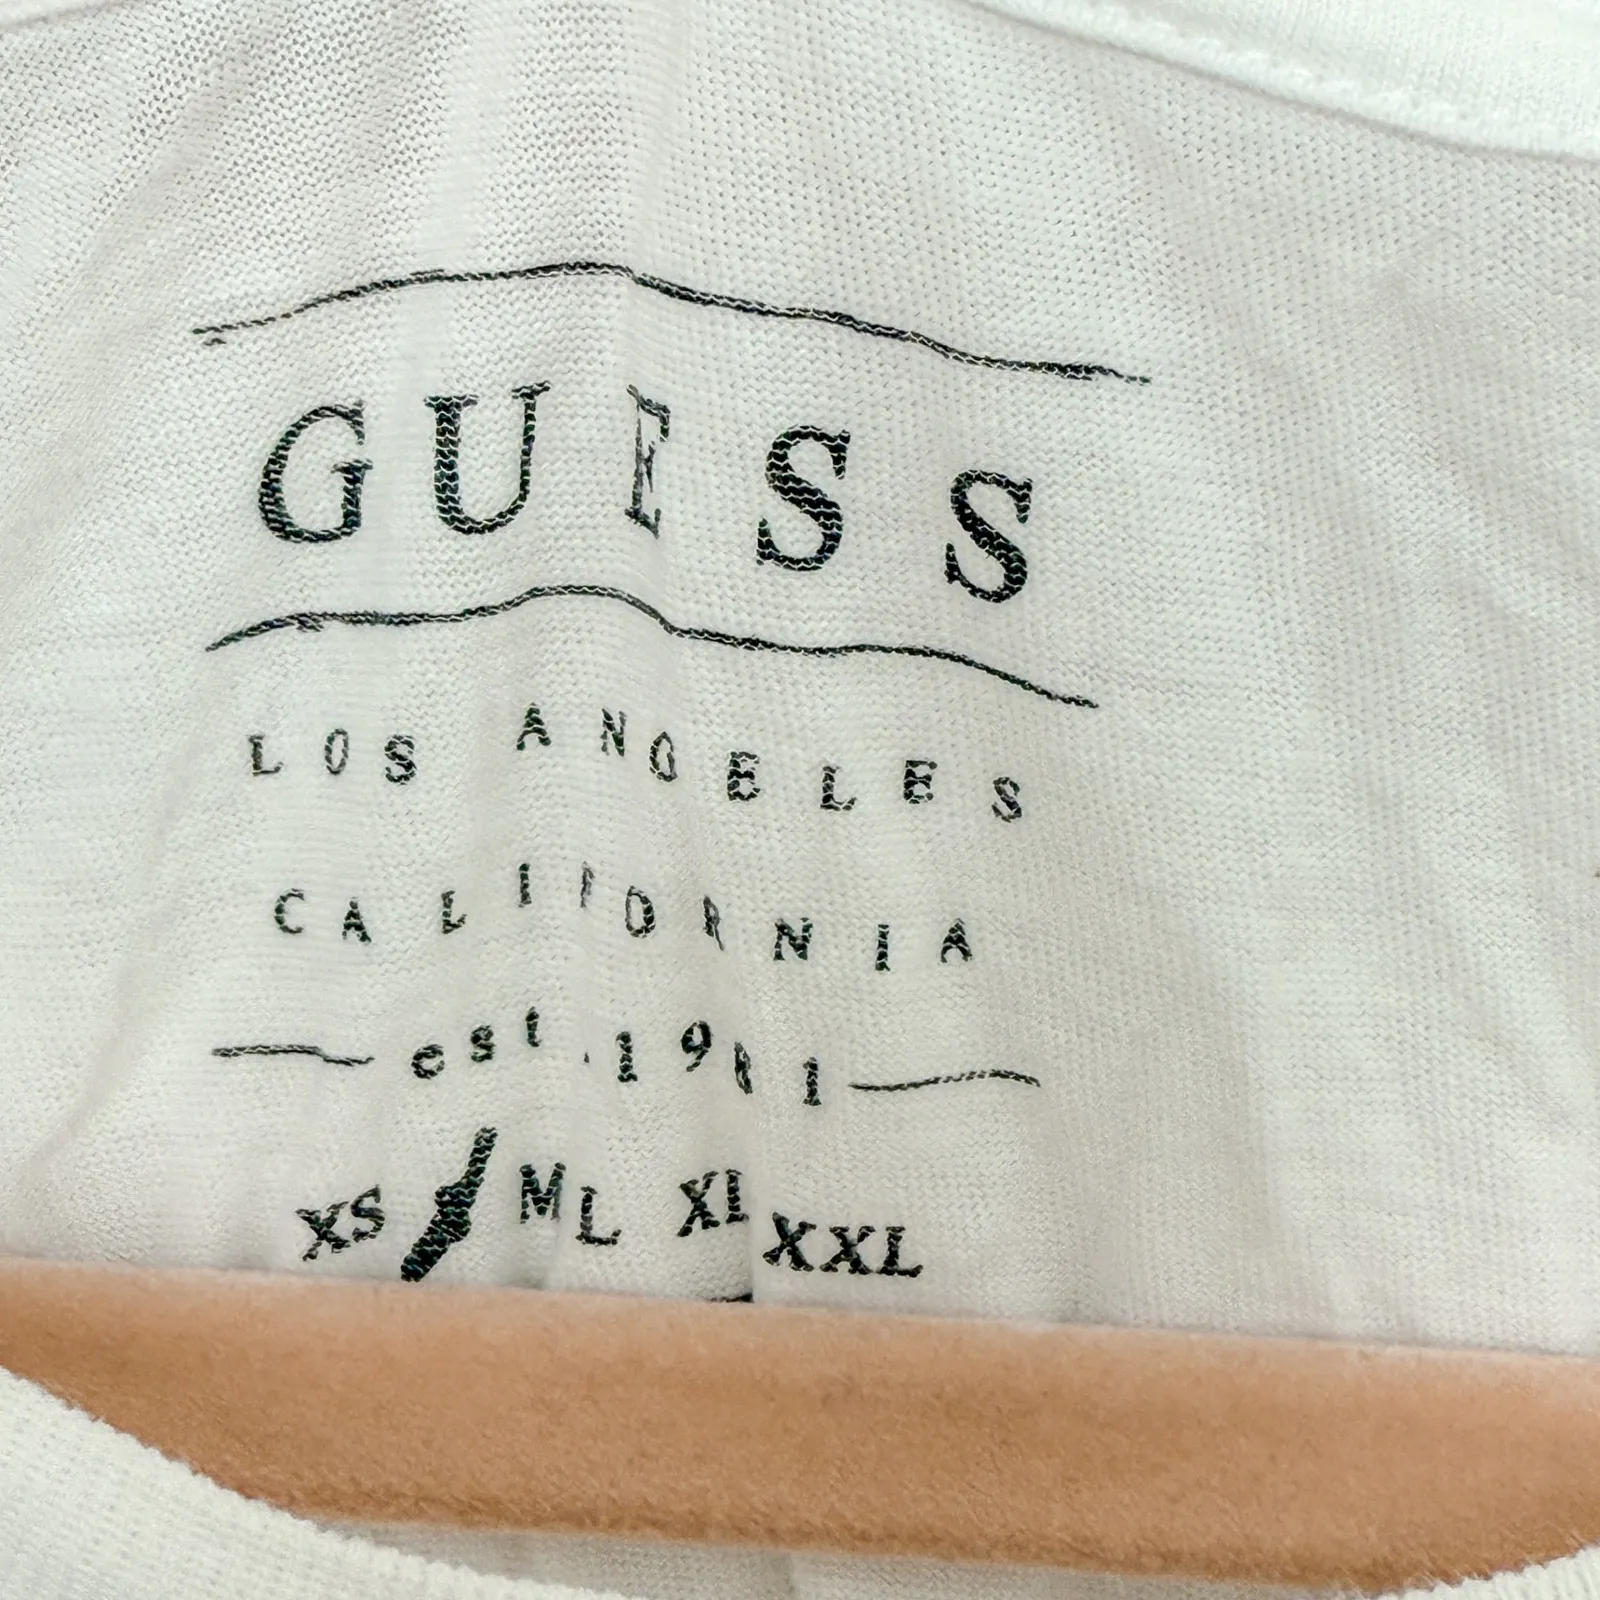 GUESS
LOS ANGELES
CALIFORNIA
est. 1981
XS M L XL XXL